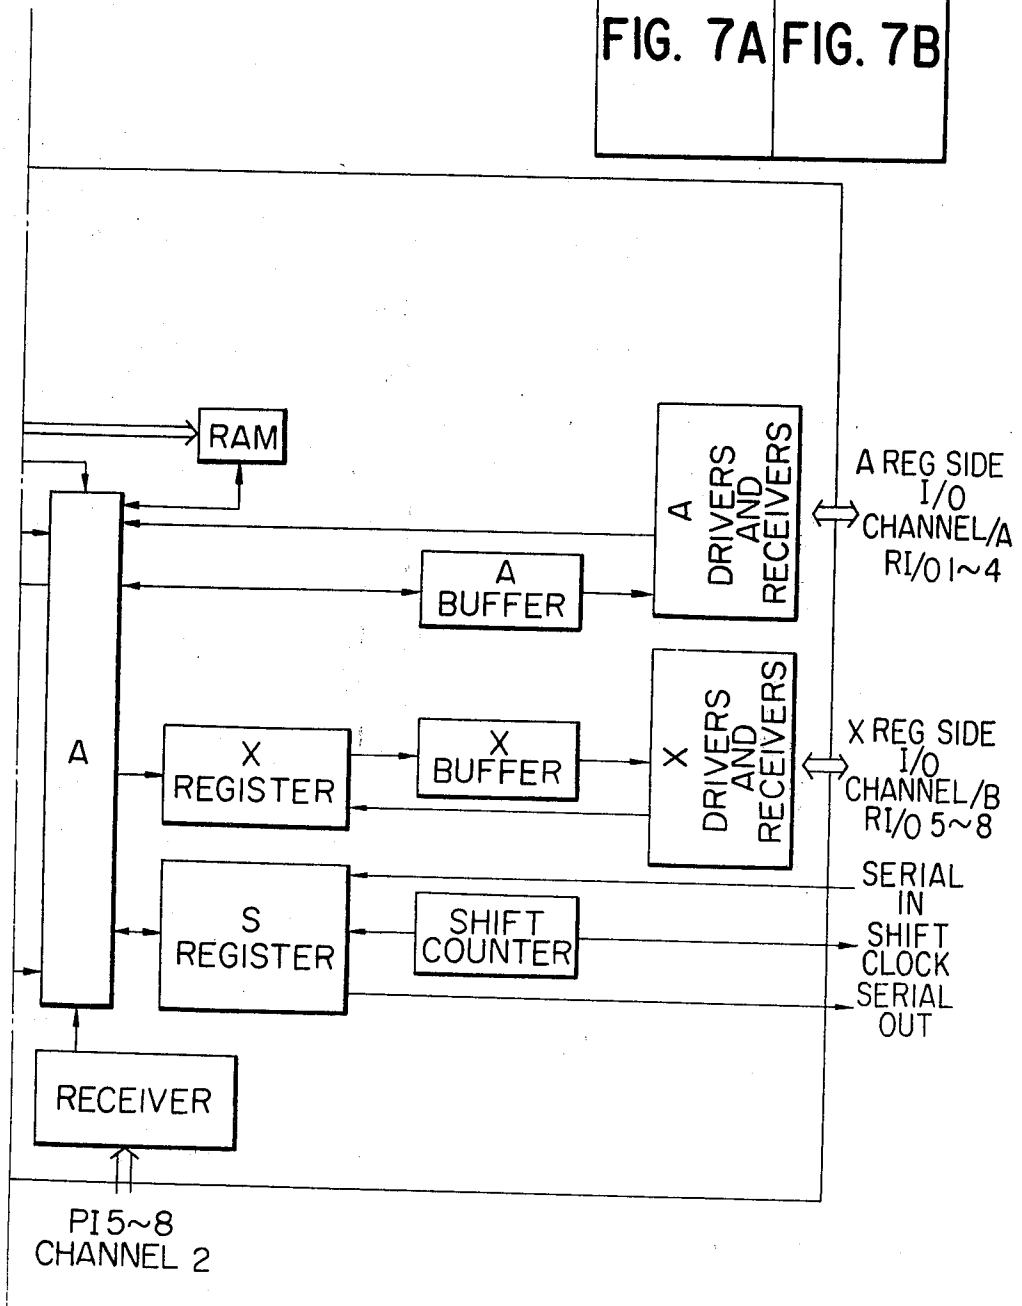 FIG. 7A
FIG. 7B
RAM
A
DRIVERS
AND
RECEIVERS
A REG SIDE
I/O
CHANNEL/A
RI/O 1~4
A
BUFFER
A
X
REGISTER
X
BUFFER
X
DRIVERS
AND
RECEIVERS
X REG SIDE
I/O
CHANNEL/B
RI/O 5~8
S
REGISTER
SHIFT
COUNTER
SERIAL
IN
SHIFT
CLOCK
SERIAL
OUT
RECEIVER
PI 5~8
CHANNEL 2